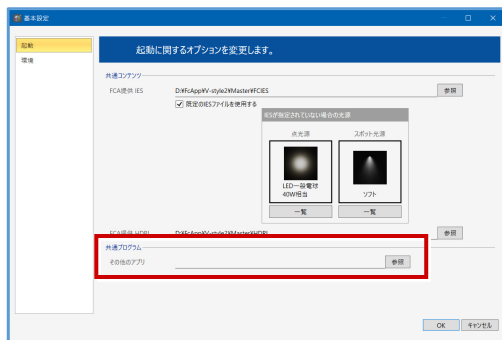 基本設定
起動
環境
起動に関するオプションを変更します。
共通コンテンツ
FCA提供 IES D:¥FcApp¥V-style2¥Master¥FCIES 参照
既定のIESファイルを使用する
IESが指定されていない場合の光源
点光源 スポット光源
LED一般電球
40W相当
ソフト
一覧 一覧
FCA提供 HDRI D:¥FcApp¥V-style2¥Master¥HDRI 参照
共通プログラム
その他のアプリ 参照
OK キャンセル